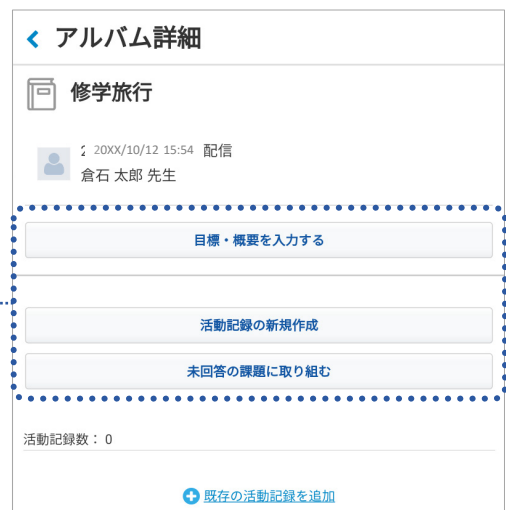 アルバム詳細
修学旅行
20XX/10/12 15:54 配信
倉石 太郎 先生
目標・概要を入力する
活動記録の新規作成
未回答の課題に取り組む
活動記録数： 0
既存の活動記録を追加